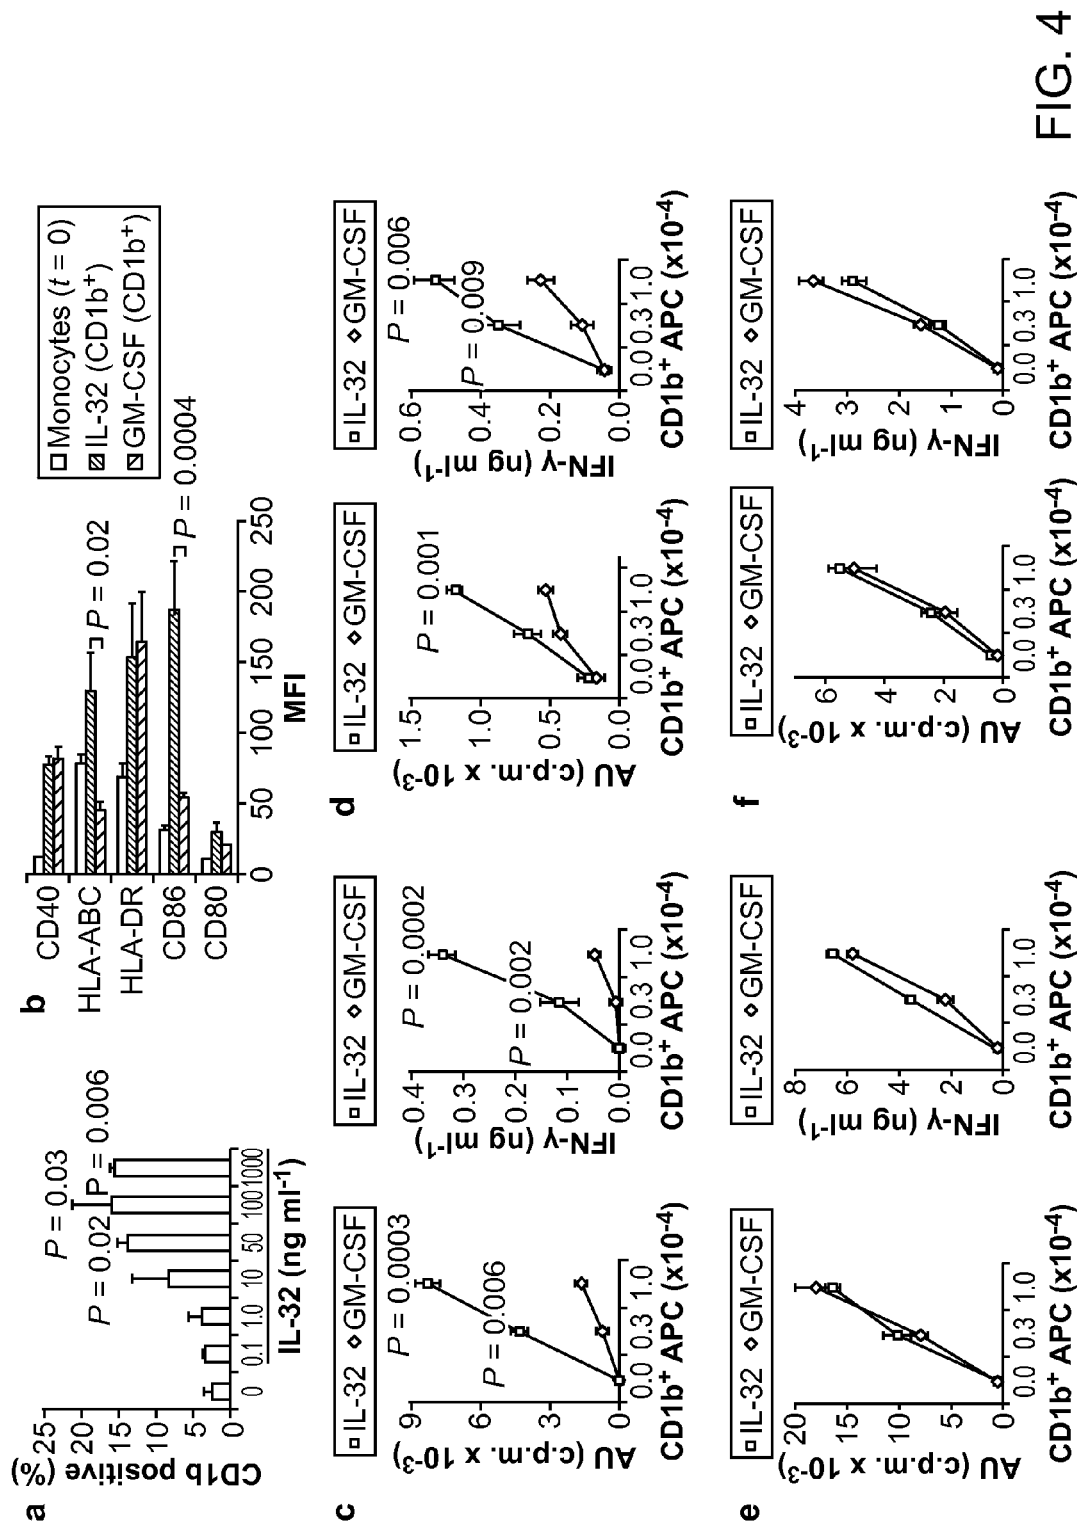 a
CD1b positive (%)
25
20
15
10
5
0
P = 0.03
P = 0.02
P = 0.006
0 0.1 1.0 10 50 100 1000
IL-32 (ng ml-1)
b
Monocytes (t = 0)
IL-32 (CD1b+)
GM-CSF (CD1b+)
CD40
HLA-ABC
HLA-DR
CD86
CD80
P = 0.02
P = 0.0004
0 50 100 150 200 250
MFI
c
IL-32 GM-CSF
P = 0.0003
P = 0.006
AU (c.p.m. x 10-3)
9
6
3
0
0.0 0.3 1.0
CD1b+ APC (x10-4)
IL-32 GM-CSF
P = 0.0002
P = 0.002
IFN-γ (ng ml-1)
0.4
0.3
0.2
0.1
0.0
0.0 0.3 1.0
CD1b+ APC (x10-4)
d
IL-32 GM-CSF
P = 0.001
AU (c.p.m. x 10-3)
1.5
1.0
0.5
0.0
0.0 0.3 1.0
CD1b+ APC (x10-4)
IL-32 GM-CSF
P = 0.006
P = 0.009
IFN-γ (ng ml-1)
0.6
0.4
0.2
0.0
0.0 0.3 1.0
CD1b+ APC (x10-4)
e
IL-32 GM-CSF
AU (c.p.m. x 10-3)
20
15
10
5
0
0.0 0.3 1.0
CD1b+ APC (x10-4)
IL-32 GM-CSF
IFN-γ (ng ml-1)
8
6
4
2
0
0.0 0.3 1.0
CD1b+ APC (x10-4)
f
IL-32 GM-CSF
AU (c.p.m. x 10-3)
6
4
2
0
0.0 0.3 1.0
CD1b+ APC (x10-4)
IL-32 GM-CSF
IFN-γ (ng ml-1)
4
3
2
1
0
0.0 0.3 1.0
CD1b+ APC (x10-4)
FIG. 4